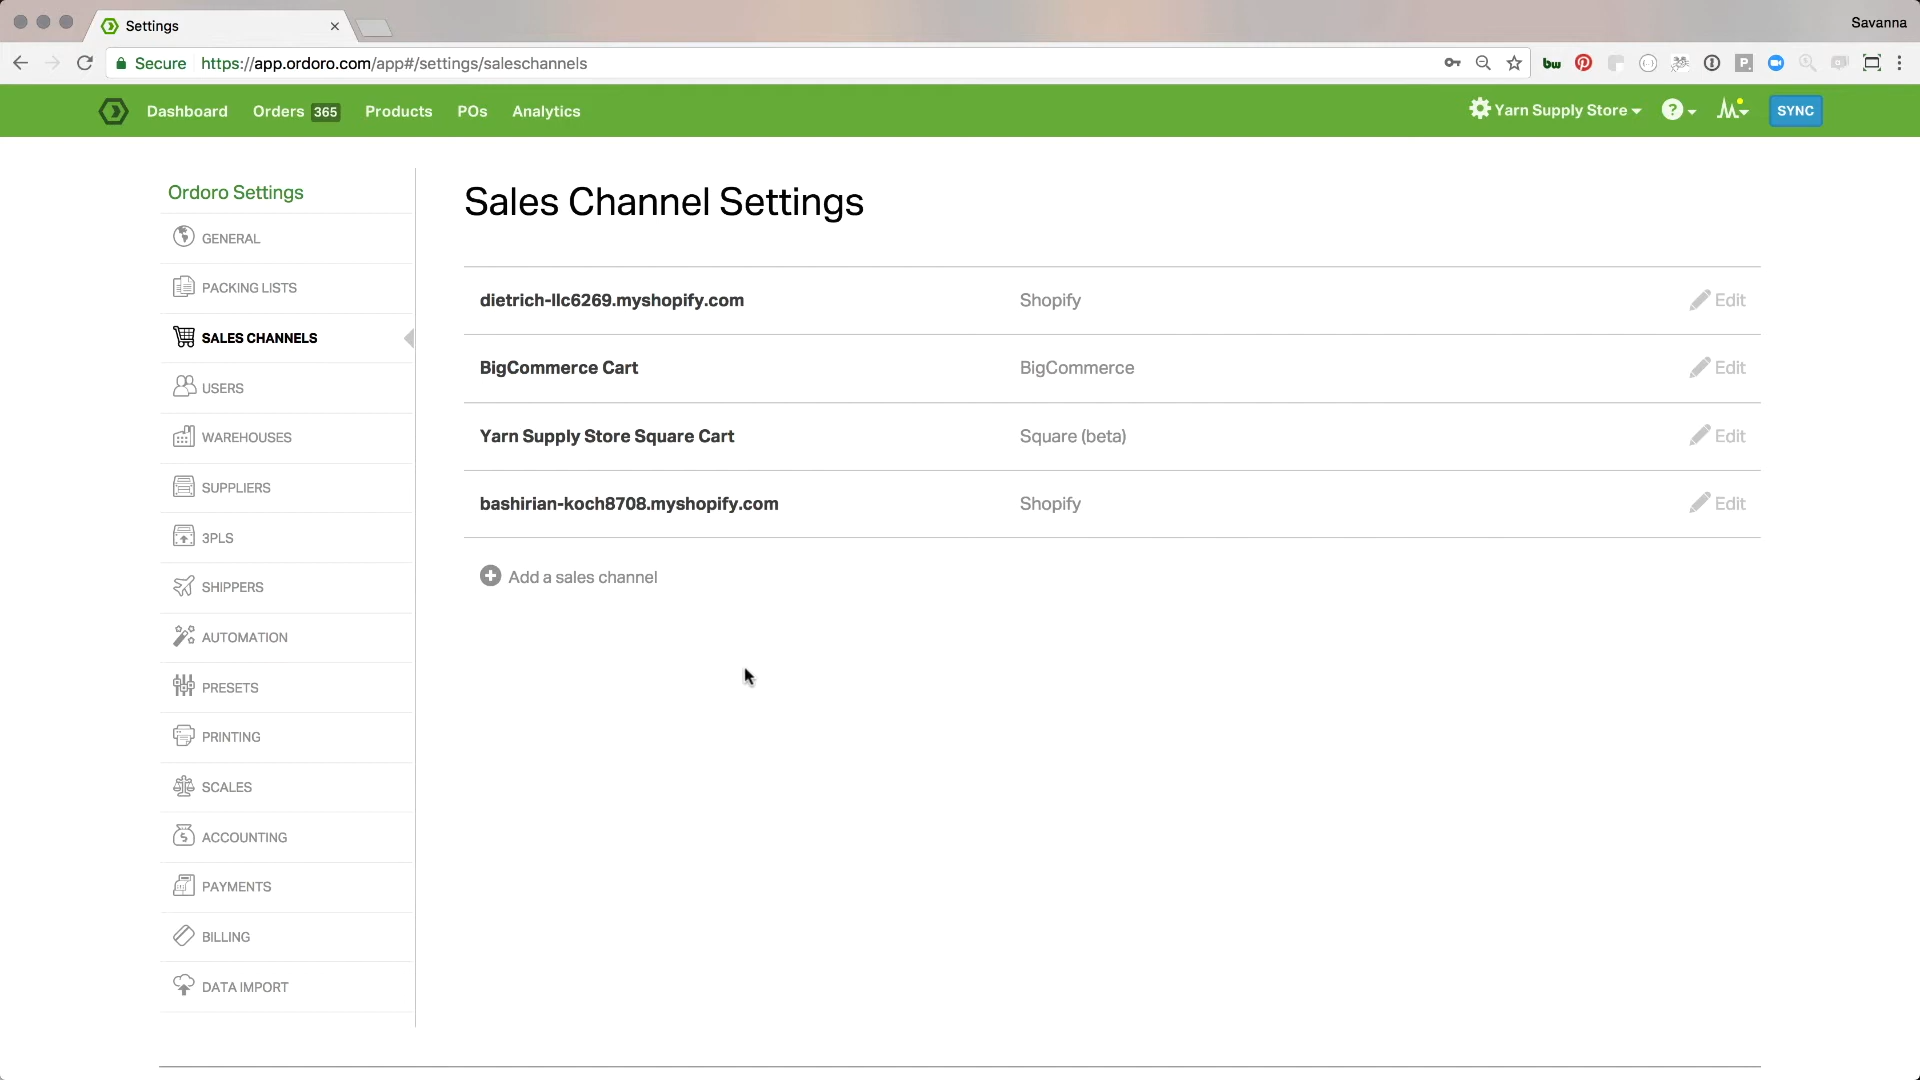 Settings
Savanna
Secure https://app.ordoro.com/app#/settings/saleschannels
bw
Dashboard Orders 365 Products POs Analytics Yarn Supply Store ? SYNC
Ordoro Settings
GENERAL
PACKING LISTS
SALES CHANNELS
USERS
WAREHOUSES
SUPPLIERS
3PLS
SHIPPERS
AUTOMATION
PRESETS
PRINTING
SCALES
ACCOUNTING
PAYMENTS
BILLING
DATA IMPORT
Sales Channel Settings
dietrich-llc6269.myshopify.com Shopify Edit
BigCommerce Cart BigCommerce Edit
Yarn Supply Store Square Cart Square (beta) Edit
bashirian-koch8708.myshopify.com Shopify Edit
Add a sales channel